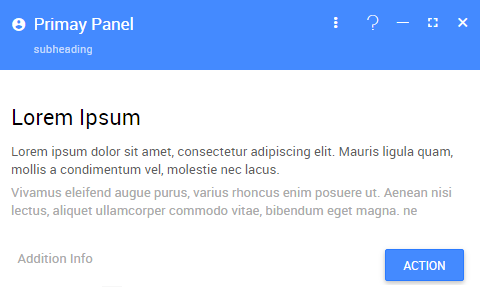 Primay Panel
subheading
Lorem Ipsum
Lorem ipsum dolor sit amet, consectetur adipiscing elit. Mauris ligula quam,
mollis a condimentum vel, molestie nec lacus.
Vivamus eleifend augue purus, varius rhoncus enim posuere ut. Aenean nisi
lectus, aliquet ullamcorper commodo vitae, bibendum eget magna. ne
Addition Info
ACTION